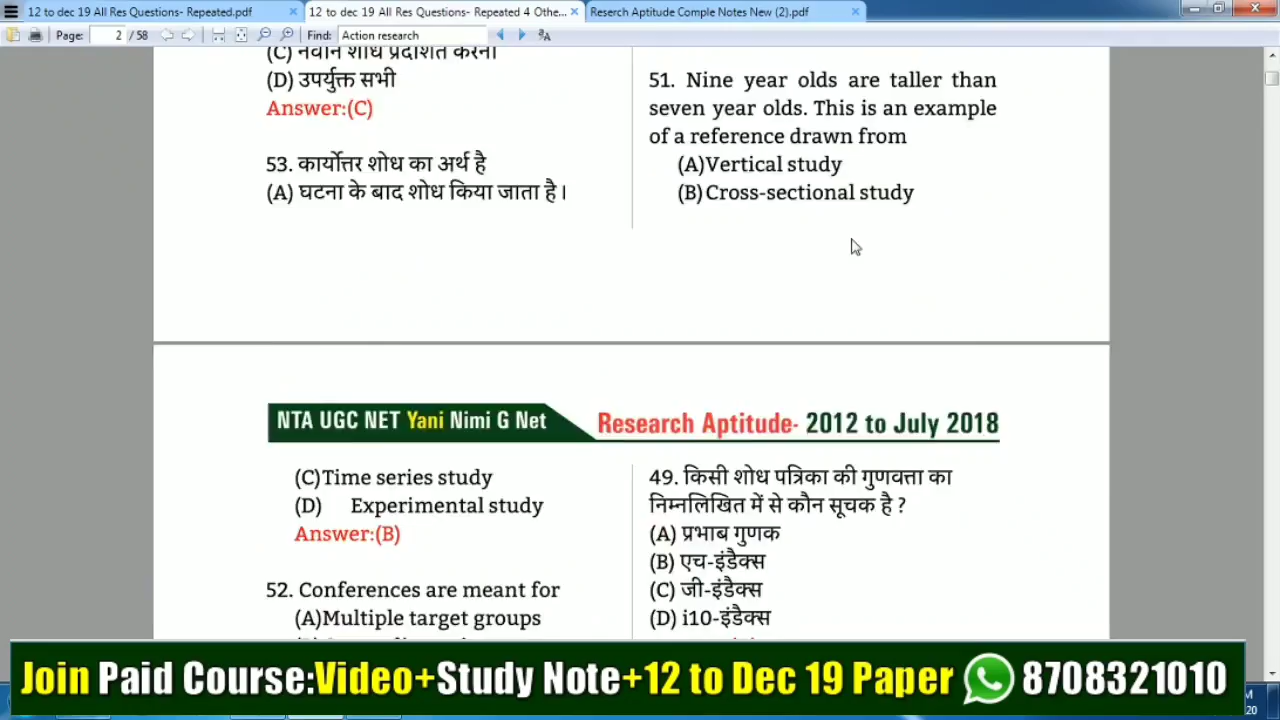 12 to dec 19 All Res Questions- Repeated.pdf
12 to dec 19 All Res Questions- Repeated 4 Othe...
Reserch Aptitude Comple Notes New (2).pdf
Page: 2 / 58
Find: Action research
(C) नवीन शोध प्रदर्शित करना
(D) उपर्युक्त सभी
Answer:(C)
53. कार्योत्तर शोध का अर्थ है
(A) घटना के बाद शोध किया जाता है।
51. Nine year olds are taller than
seven year olds. This is an example
of a reference drawn from
(A)Vertical study
(B)Cross-sectional study
NTA UGC NET Yani Nimi G Net
Research Aptitude- 2012 to July 2018
(C)Time series study
(D) Experimental study
Answer:(B)
52. Conferences are meant for
(A)Multiple target groups
49. किसी शोध पत्रिका की गुणवत्ता का
निम्नलिखित में से कौन सूचक है ?
(A) प्रभाब गुणक
(B) एच-इंडैक्स
(C) जी-इंडैक्स
(D) i10-इंडैक्स
Join Paid Course:Video+Study Note+12 to Dec 19 Paper 8708321010